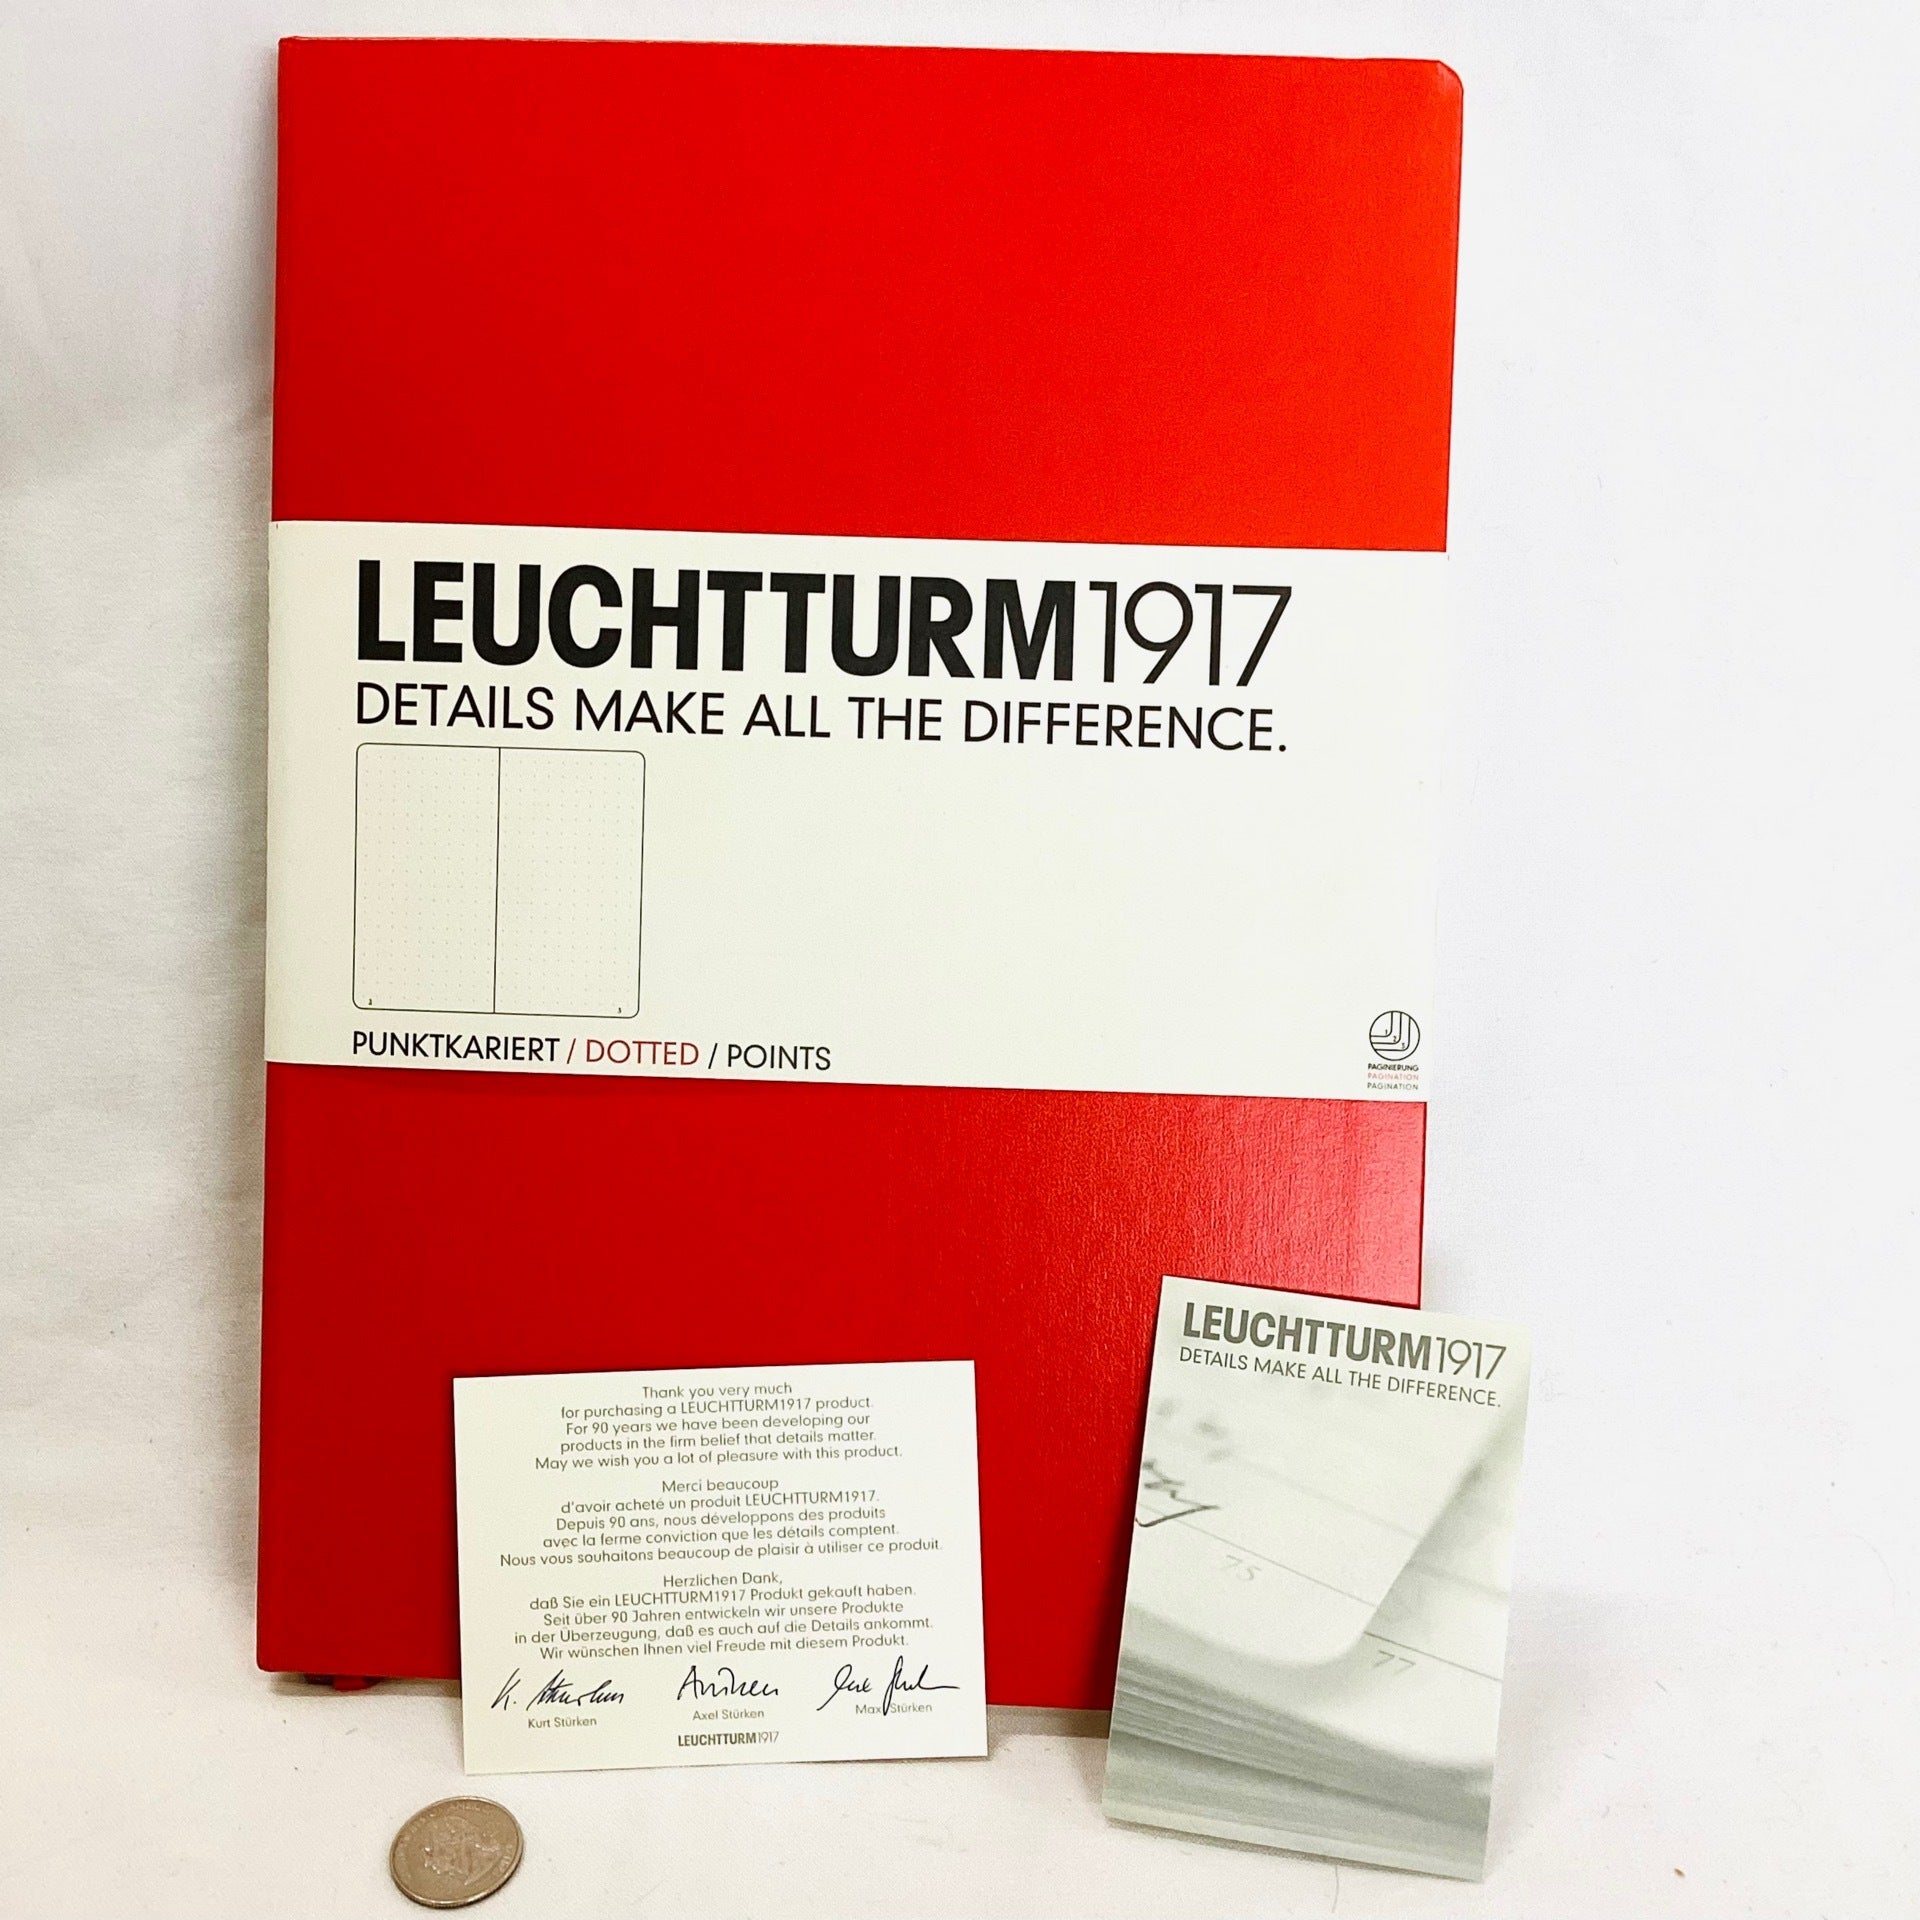 LEUCHTTURM1917
DETAILS MAKE ALL THE DIFFERENCE.
PUNKTKARIERT / DOTTED / POINTS
PAGINIERUNG
PAGINATION
PAGINATION
Thank you very much
for purchasing a LEUCHTTURM1917 product.
For 90 years we have been developing our
products in the firm belief that details matter.
May we wish you a lot of pleasure with this product.
Merci beaucoup
d'avoir acheté un produit LEUCHTTURM1917.
Depuis 90 ans, nous développons des produits
avec la ferme conviction que les détails comptent.
Nous vous souhaitons beaucoup de plaisir à utiliser ce produit.
Herzlichen Dank,
daß Sie ein LEUCHTTURM1917 Produkt gekauft haben.
Seit über 90 Jahren entwickeln wir unsere Produkte
in der Überzeugung, daß es auch auf die Details ankommt.
Wir wünschen Ihnen viel Freude mit diesem Produkt.
Kurt Stürken
Axel Stürken
Max Stürken
LEUCHTTURM1917
LEUCHTTURM1917
DETAILS MAKE ALL THE DIFFERENCE.
75
77